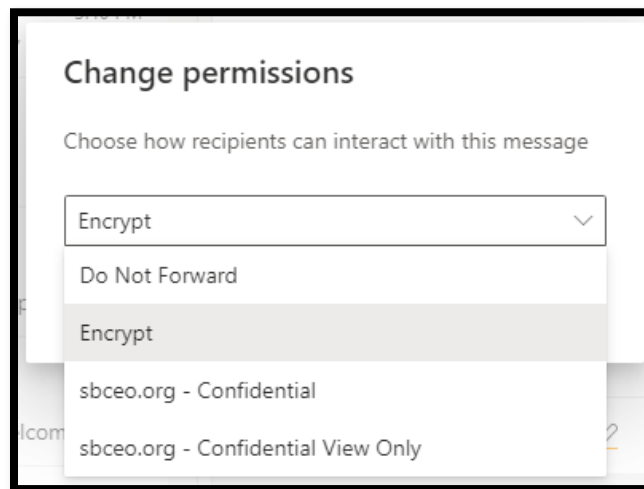 Change permissions
Choose how recipients can interact with this message
Encrypt
Do Not Forward
Encrypt
sbceo.org - Confidential
sbceo.org - Confidential View Only